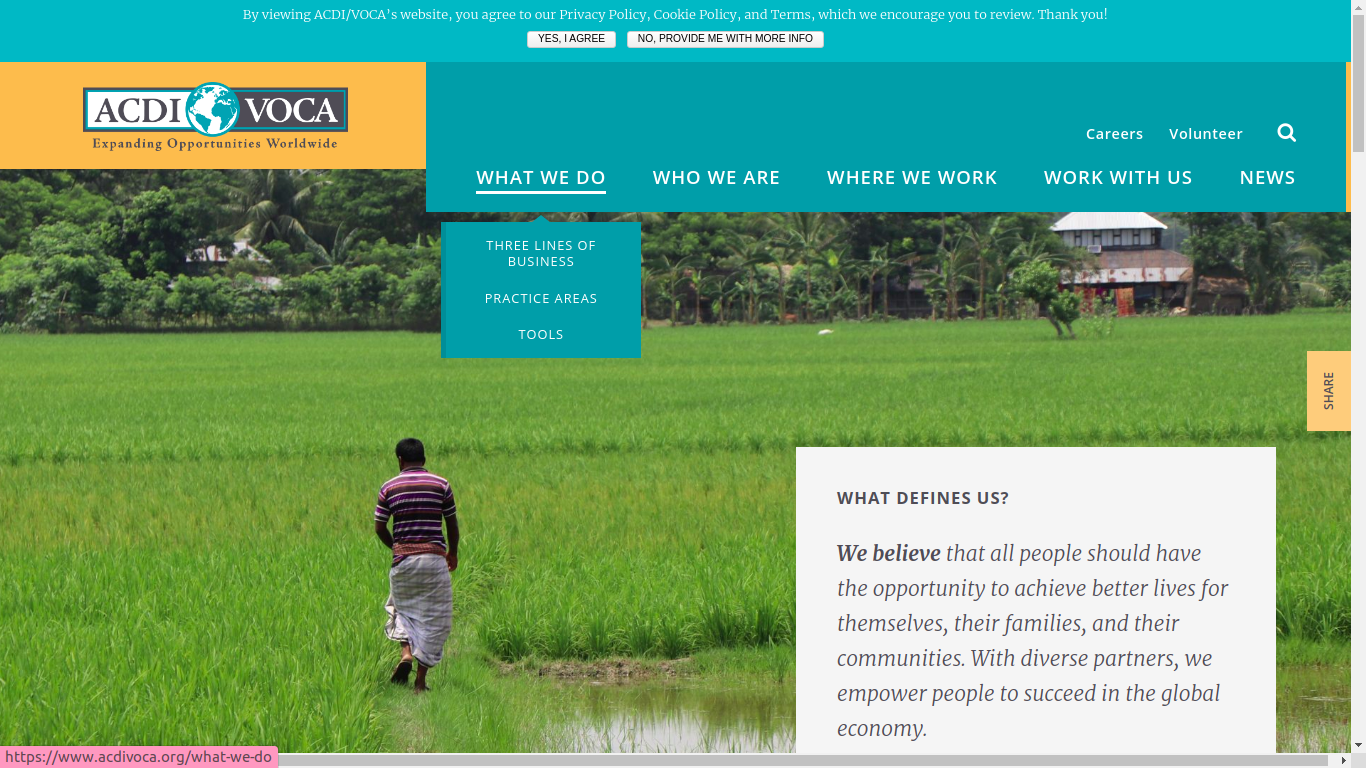 By viewing ACDI/VOCA's website, you agree to our Privacy Policy, Cookie Policy, and Terms, which we encourage you to review. Thank you!
YES, I AGREE
NO, PROVIDE ME WITH MORE INFO
ACDI VOCA
Expanding Opportunities Worldwide
Careers
Volunteer
WHAT WE DO
WHO WE ARE
WHERE WE WORK
WORK WITH US
NEWS
THREE LINES OF
BUSINESS
PRACTICE AREAS
TOOLS
SHARE
WHAT DEFINES US?
We believe that all people should have
the opportunity to achieve better lives for
themselves, their families, and their
communities. With diverse partners, we
empower people to succeed in the global
economy.
https://www.acdivoca.org/what-we-do